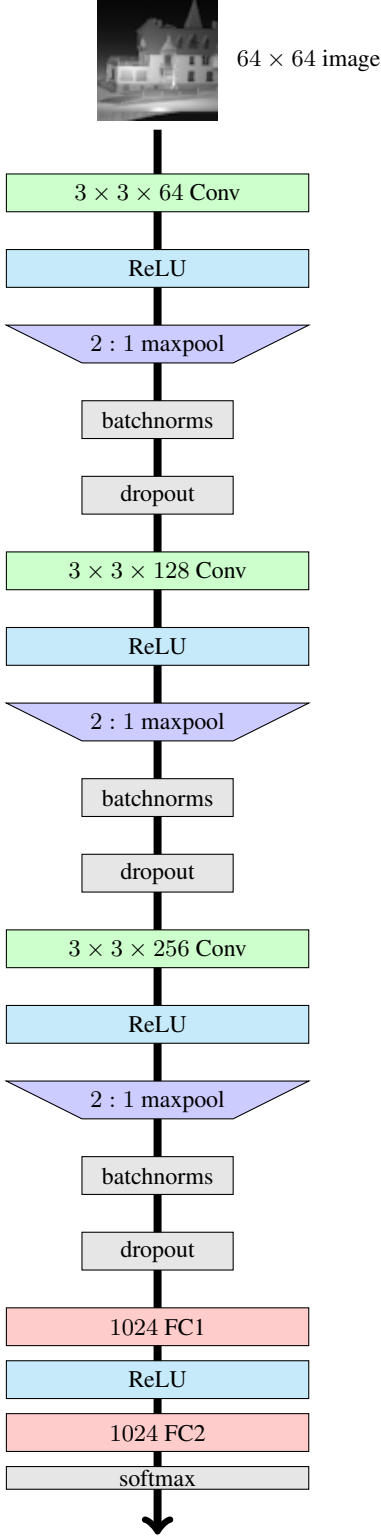 64 × 64 image
3 × 3 × 64 Conv
ReLU
2 : 1 maxpool
batchnorms
dropout
3 × 3 × 128 Conv
ReLU
2 : 1 maxpool
batchnorms
dropout
3 × 3 × 256 Conv
ReLU
2 : 1 maxpool
batchnorms
dropout
1024 FC1
ReLU
1024 FC2
softmax